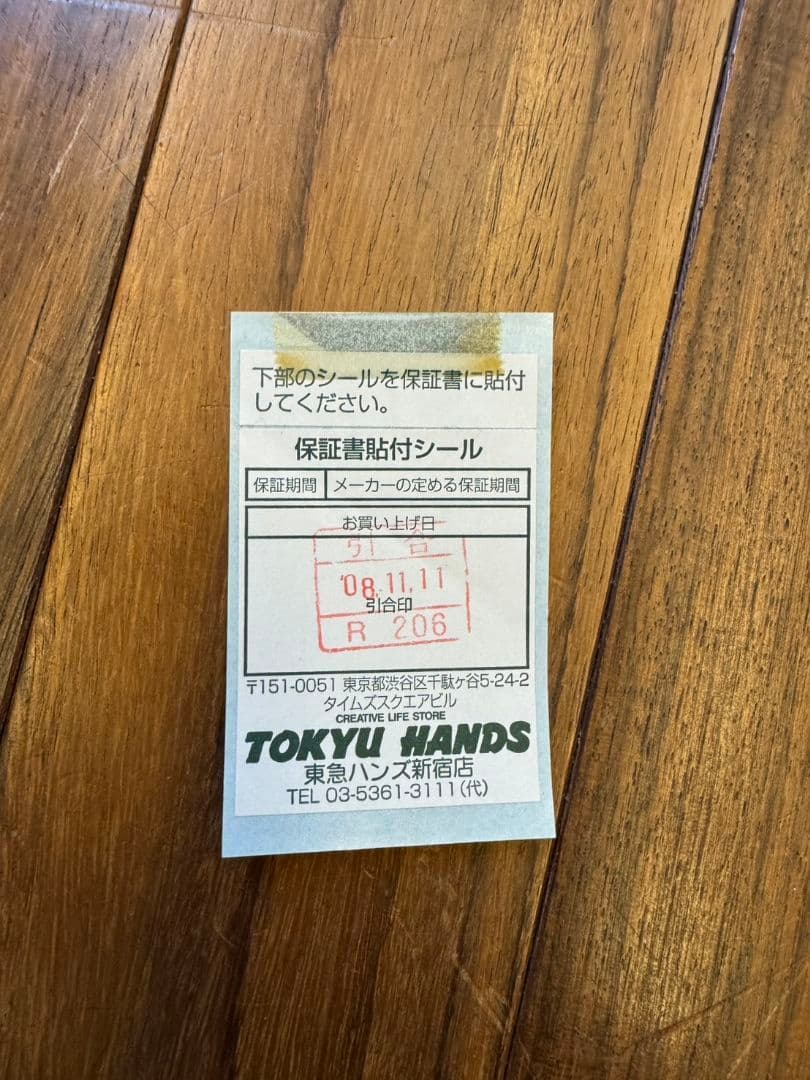 下部のシールを保証書に貼付
してください。
保証書貼付シール
保証期間 メーカーの定める保証期間
お買い上げ日
引合
'08.11.11
引合印
R 206
〒151-0051 東京都渋谷区千駄ヶ谷5-24-2
タイムズスクエアビル
CREATIVE LIFE STORE
TOKYU HANDS
東急ハンズ新宿店
TEL 03-5361-3111(代)